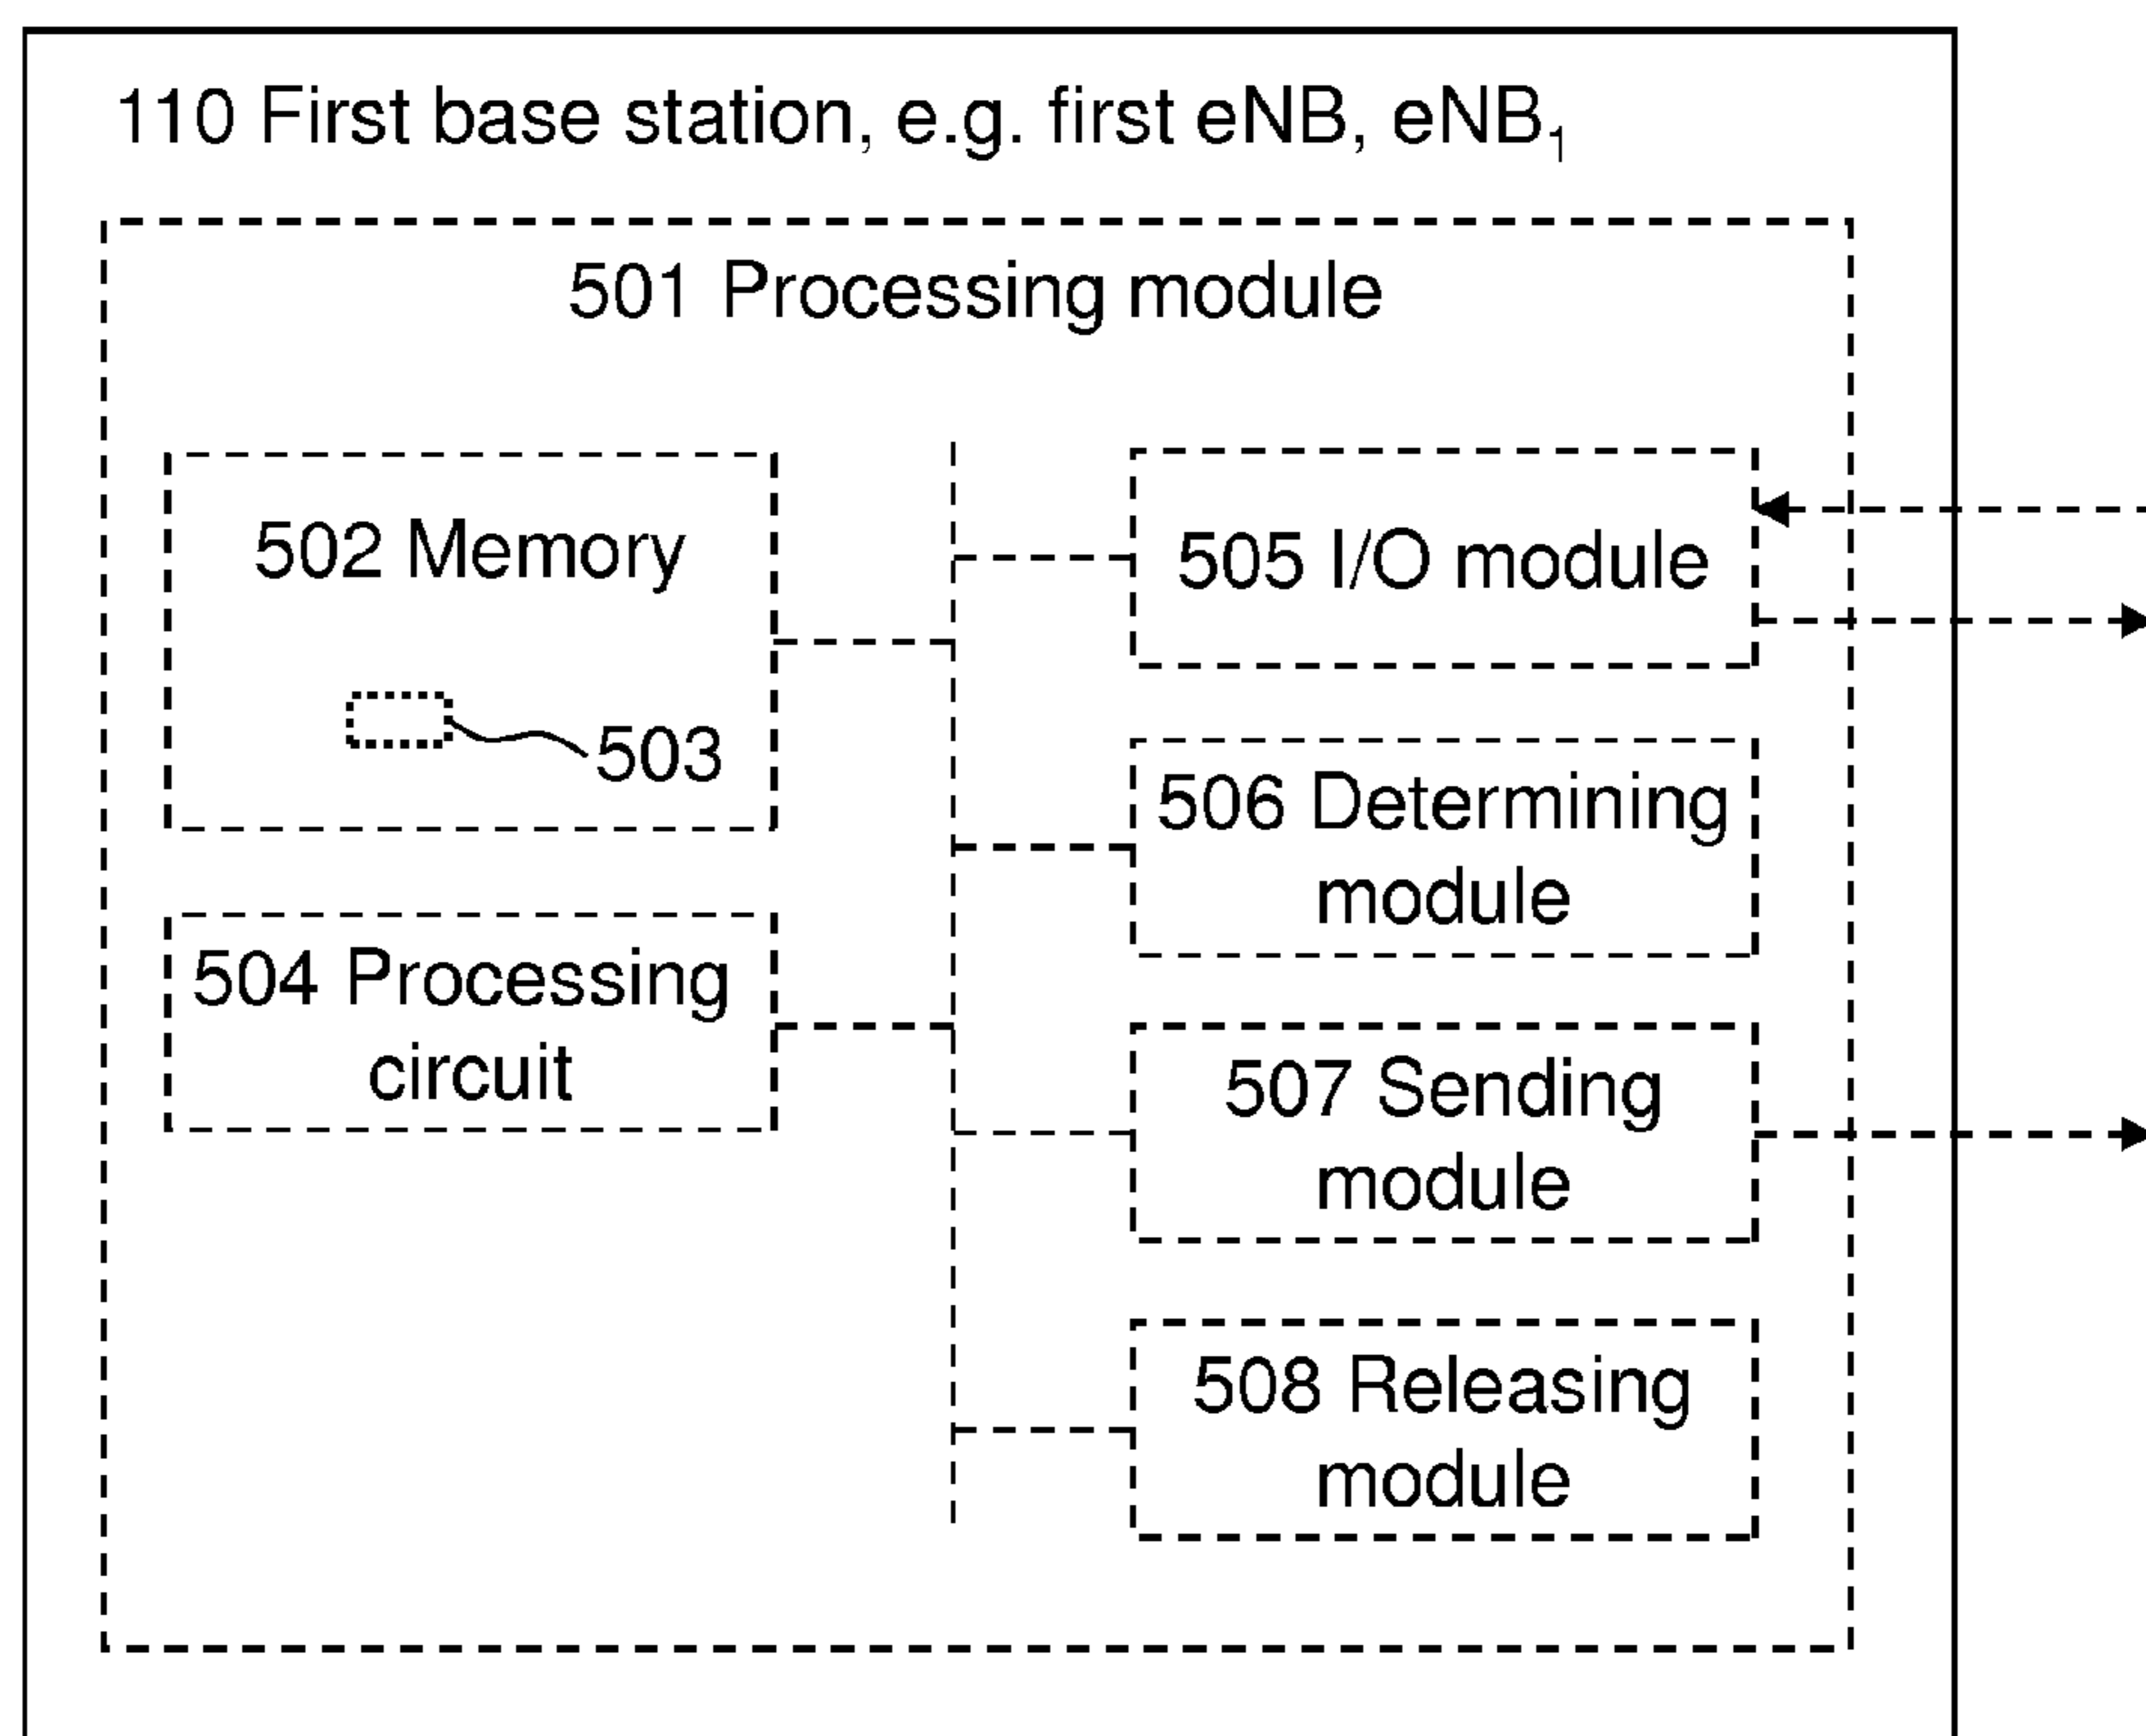 110 First base station, e.g. first eNB, eNB₁
501 Processing module
502 Memory
503
504 Processing
circuit
505 I/O module
506 Determining
module
507 Sending
module
508 Releasing
module